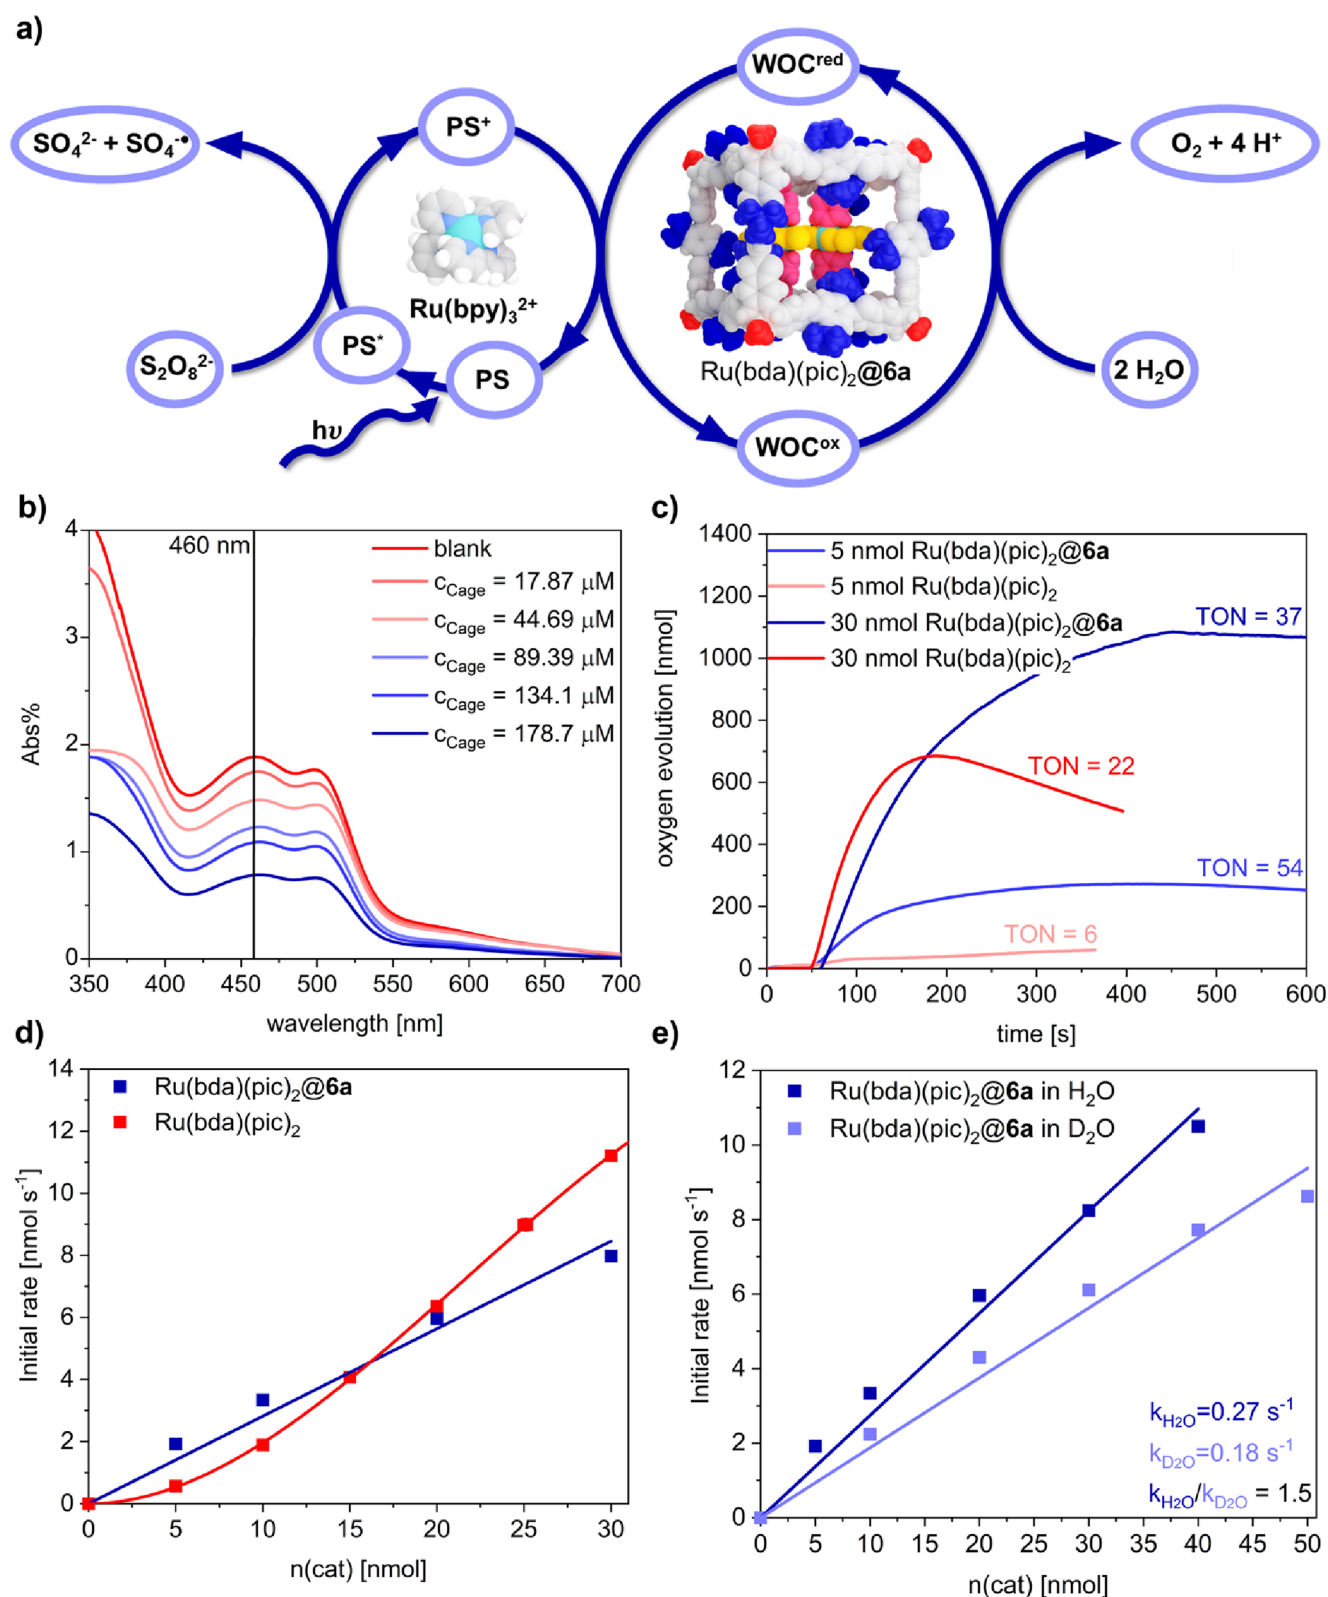 a)
WOCred
PS+
SO42- + SO4-•
O2 + 4 H+
Ru(bpy)32+
PS*
S2O82-
PS
Ru(bda)(pic)2@6a
2 H2O
hν
WOCox
b)
4
3
2
1
0
460 nm
blank
cCage = 17.87 μM
cCage = 44.69 μM
cCage = 89.39 μM
cCage = 134.1 μM
cCage = 178.7 μM
Abs%
350 400 450 500 550 600 650 700
wavelength [nm]
c)
1400
1200
1000
800
600
400
200
0
5 nmol Ru(bda)(pic)2@6a
5 nmol Ru(bda)(pic)2
30 nmol Ru(bda)(pic)2@6a
30 nmol Ru(bda)(pic)2
TON = 37
TON = 22
TON = 54
TON = 6
oxygen evolution [nmol]
0 100 200 300 400 500 600
time [s]
d)
14
12
10
8
6
4
2
0
Ru(bda)(pic)2@6a
Ru(bda)(pic)2
Initial rate [nmol s-1]
0 5 10 15 20 25 30
n(cat) [nmol]
e)
12
10
8
6
4
2
0
Ru(bda)(pic)2@6a in H2O
Ru(bda)(pic)2@6a in D2O
Initial rate [nmol s-1]
kH2O=0.27 s-1
kD2O=0.18 s-1
kH2O/kD2O = 1.5
0 5 10 15 20 25 30 35 40 45 50
n(cat) [nmol]